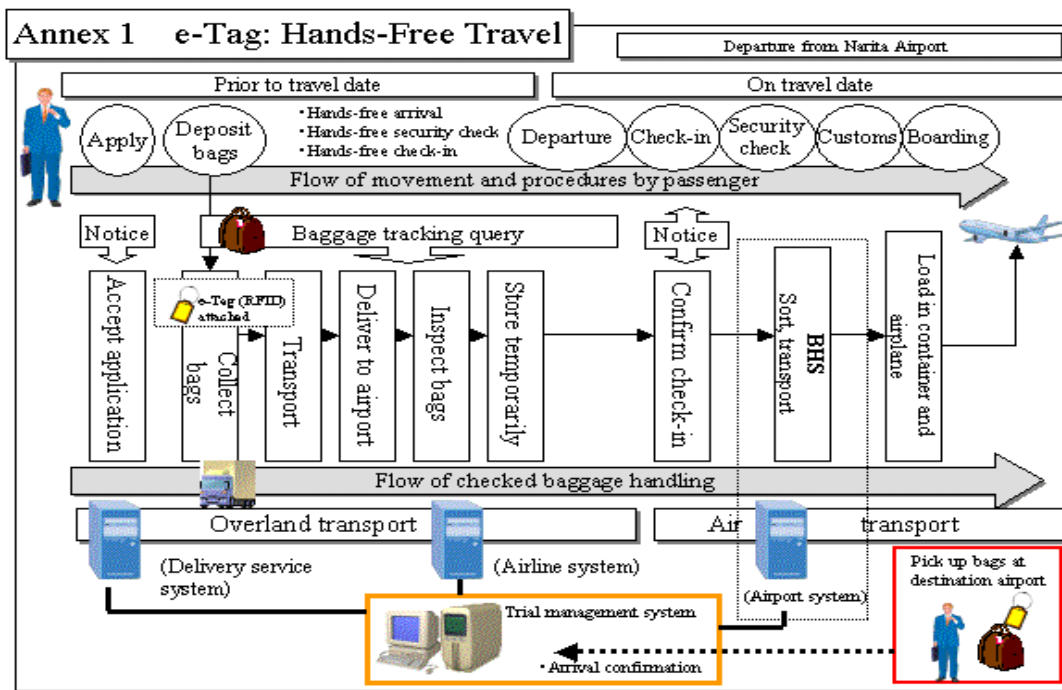 Annex 1 e-Tag: Hands-Free Travel
Departure from Narita Airport
Prior to travel date
On travel date
Apply
Deposit
bags
・Hands-free arrival
・Hands-free security check
・Hands-free check-in
Departure
Check-in
Security
check
Customs
Boarding
Flow of movement and procedures by passenger
Notice
Baggage tracking query
Notice
Accept application
e-Tag (RFID)
attached
Collect
bags
Transport
Deliver to airport
Inspect bags
Store temporarily
Confirm check-in
BHS
Sort, transport
Load in container and
airplane
Flow of checked baggage handling
Overland transport
Air transport
(Delivery service
system)
(Airline system)
(Airport system)
Pick up bags at
destination airport
Trial management system
・Arrival confirmation